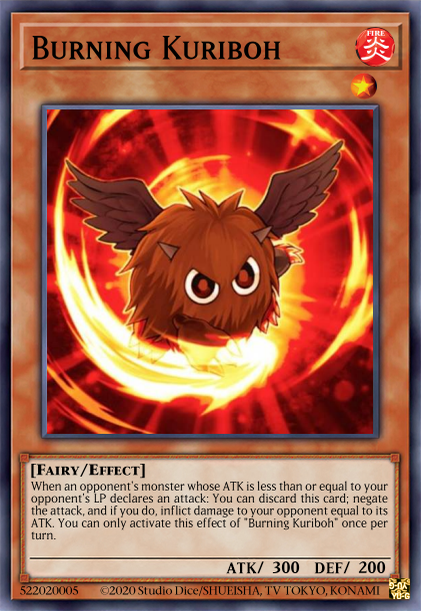 BURNING KURIBOH
FIRE
炎
[FAIRY/EFFECT]
When an opponent's monster whose ATK is less than or equal to your
opponent's LP declares an attack: You can discard this card; negate
the attack, and if you do, inflict damage to your opponent equal to its
ATK. You can only activate this effect of "Burning Kuriboh" once per
turn.
ATK/ 300 DEF/ 200
522020005 ©2020 Studio Dice/SHUEISHA, TV TOKYO, KONAMI